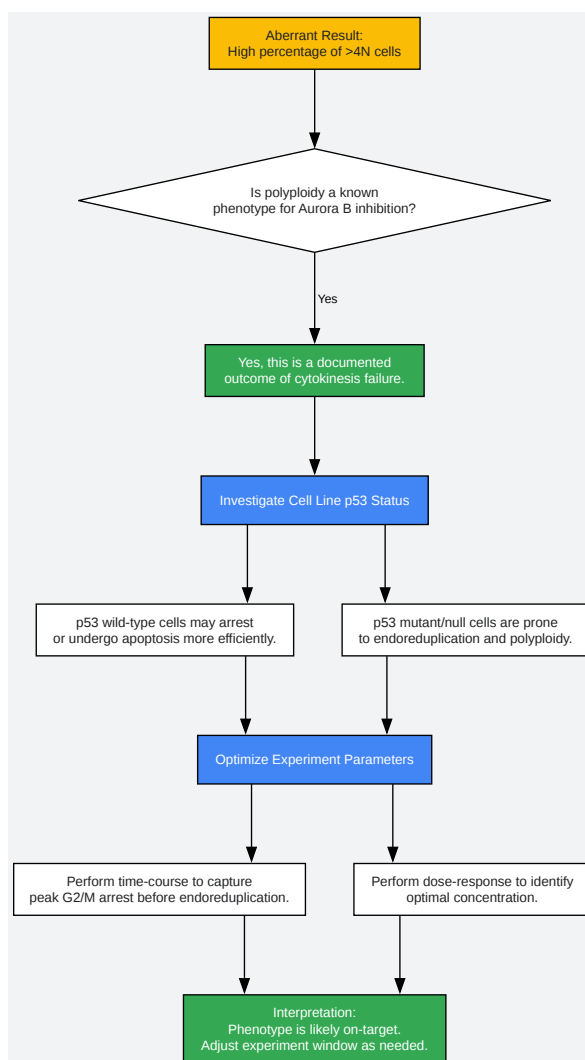 Aberrant Result:
High percentage of >4N cells
Is polyploidy a known
phenotype for Aurora B inhibition?
Yes
Yes, this is a documented
outcome of cytokinesis failure.
Investigate Cell Line p53 Status
p53 wild-type cells may arrest
or undergo apoptosis more efficiently.
p53 mutant/null cells are prone
to endoreduplication and polyploidy.
Optimize Experiment Parameters
Perform time-course to capture
peak G2/M arrest before endoreduplication.
Perform dose-response to identify
optimal concentration.
Interpretation:
Phenotype is likely on-target.
Adjust experiment window as needed.